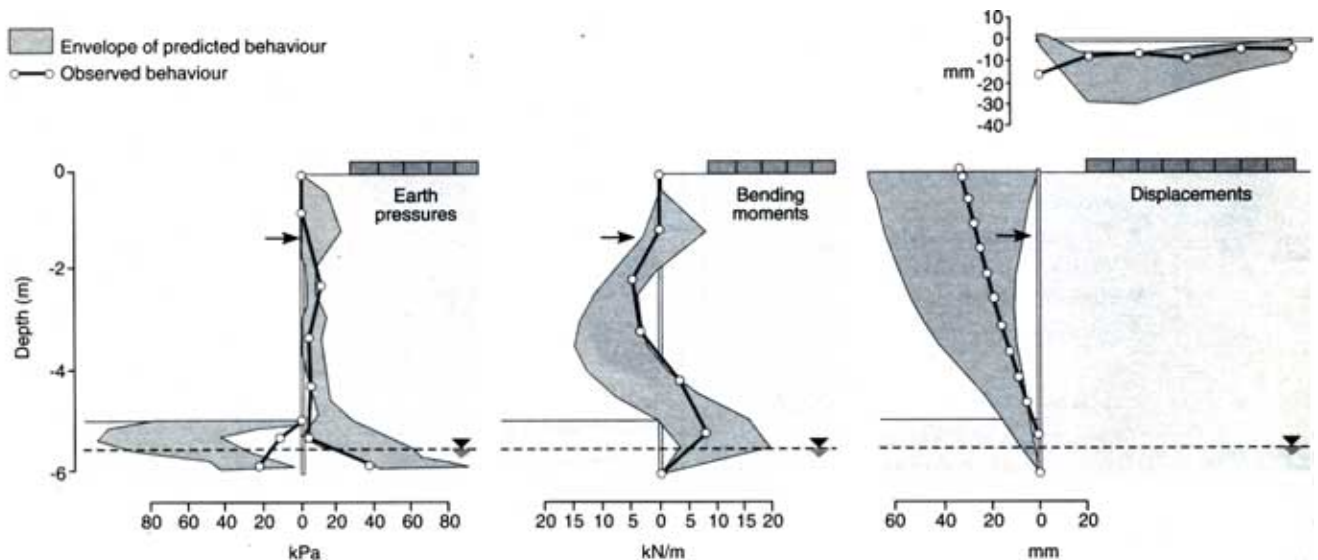 Envelope of predicted behaviour
Observed behaviour
10
0
mm -10
-20
-30
-40
0
-2
-4
-6
Depth (m)
Earth
pressures
Bending
moments
Displacements
80 60 40 20 0 20 40 60 80
kPa
20 15 10 5 0 5 10 15 20
kN/m
60 40 20 0 20
mm